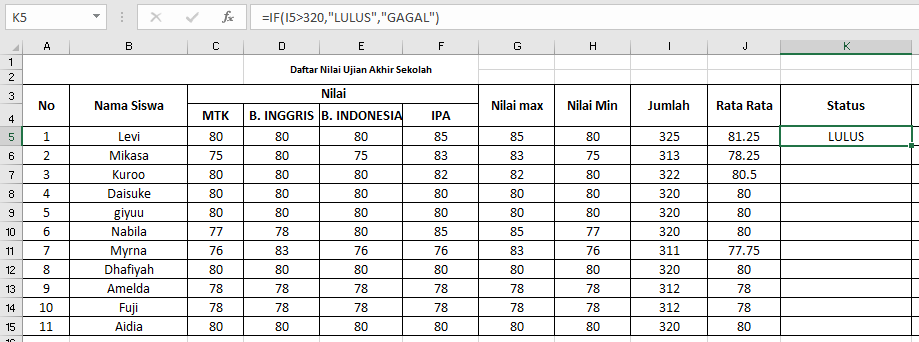 K5 =IF(I5>320,"LULUS","GAGAL")
A B C D E F G H I J K
1
2 Daftar Nilai Ujian Akhir Sekolah
3 No Nama Siswa Nilai Nilai max Nilai Min Jumlah Rata Rata Status
4 MTK B. INGGRIS B. INDONESIA IPA
5 1 Levi 80 80 80 85 85 80 325 81.25 LULUS
6 2 Mikasa 75 80 75 83 83 75 313 78.25
7 3 Kuroo 80 80 80 82 82 80 322 80.5
8 4 Daisuke 80 80 80 80 80 80 320 80
9 5 giyuu 80 80 80 80 80 80 320 80
10 6 Nabila 77 78 80 85 85 77 320 80
11 7 Myrna 76 83 76 76 83 76 311 77.75
12 8 Dhafiyah 80 80 80 80 80 80 320 80
13 9 Amelda 78 78 78 78 78 78 312 78
14 10 Fuji 78 78 78 78 78 78 312 78
15 11 Aidia 80 80 80 80 80 80 320 80